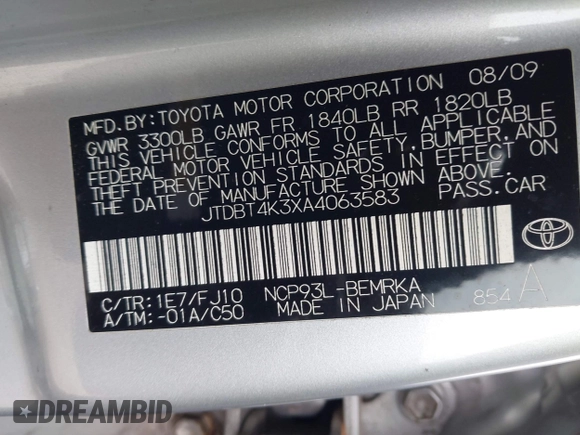 MFD. BY: TOYOTA MOTOR CORPORATION 08/09
GVWR 3300LB GAWR FR 1840LB RR 1820LB
THIS VEHICLE CONFORMS TO ALL APPLICABLE
FEDERAL MOTOR VEHICLE SAFETY, BUMPER, AND
THEFT PREVENTION STANDARDS IN EFFECT ON
THE DATE OF MANUFACTURE SHOWN ABOVE.
JTDBT4K3XA4063583 PASS. CAR
C/TR: 1E7/FJ10 NCP93L-BEMRKA
A/TM: -01A/C50 MADE IN JAPAN 854 A
DREAMBID